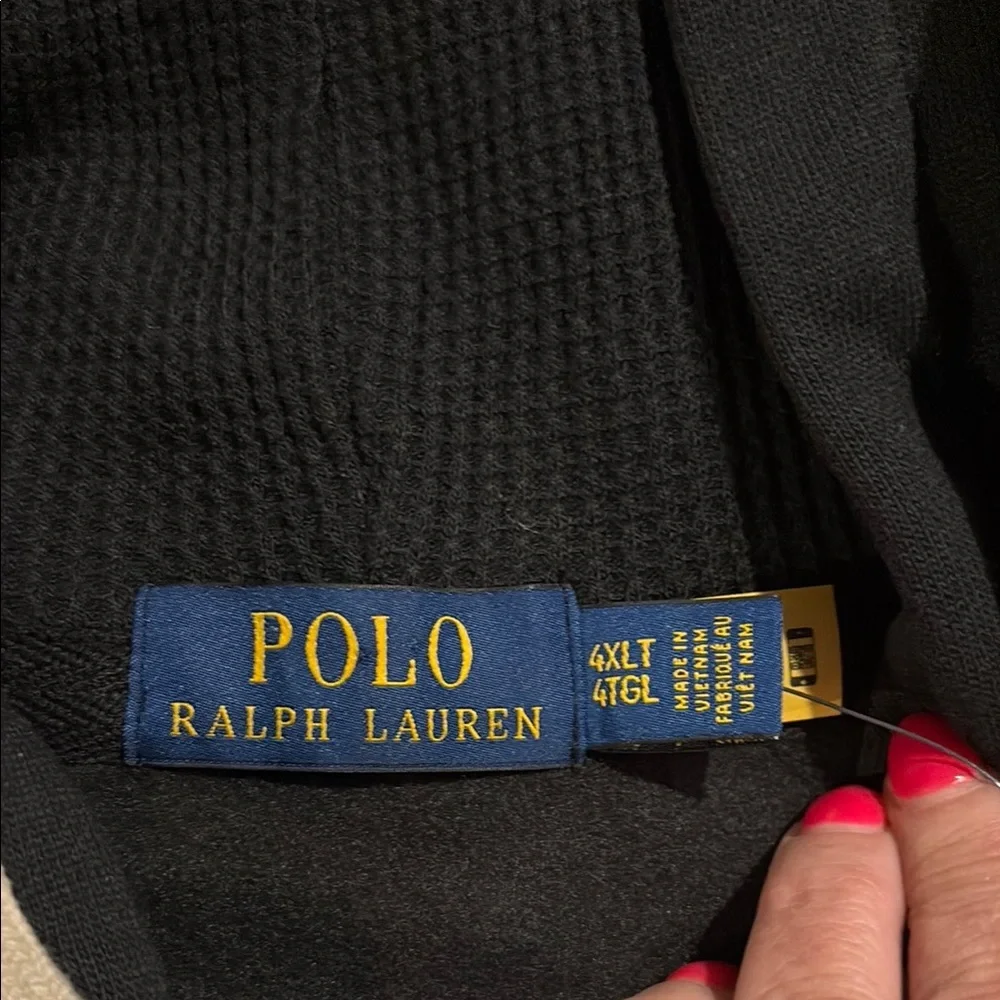 POLO
RALPH LAUREN
4XLT
4TGL
MADE IN
VIETNAM
FABRIQUÉ AU
VIÊT NAM